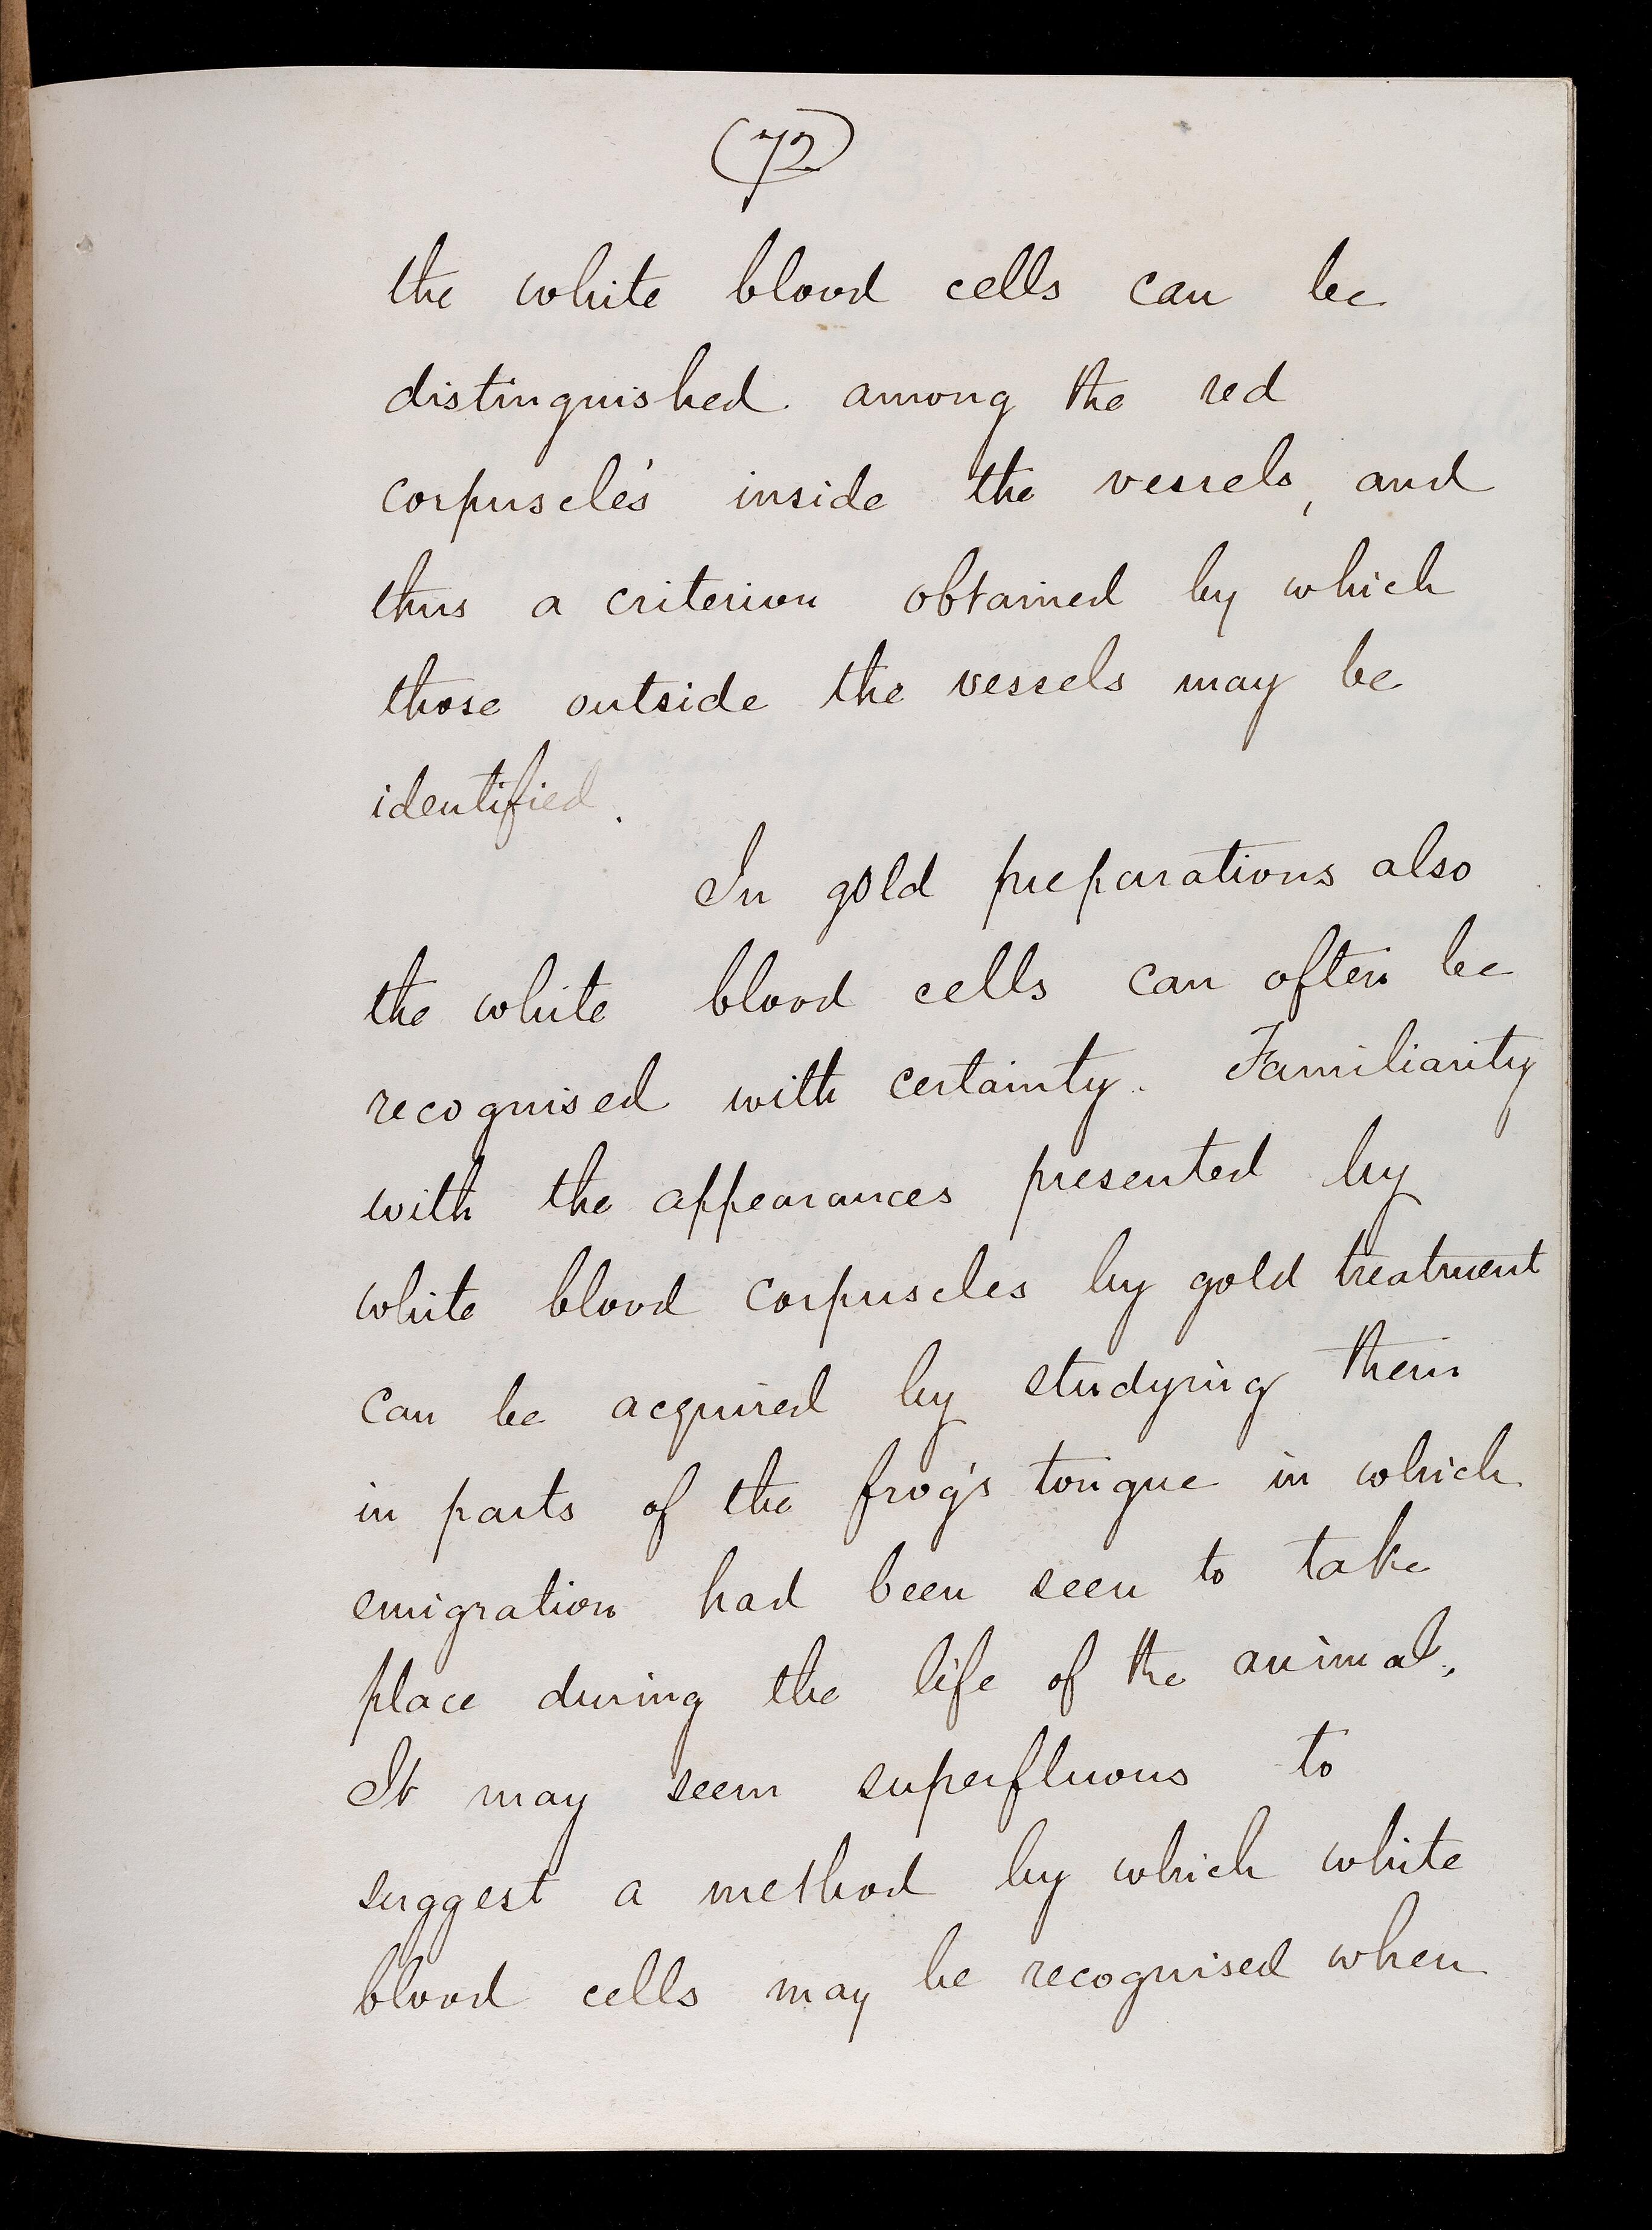 (72)
the white blood cells can be
distinguished among the red
corpuscles inside the vessels, and
thus a criterion obtained by which
those outside the vessels may be
identified.
In gold preparations also
the white blood cells can often be
recognised with certainty. Familiarity
with the appearances presented by
white blood corpuscles by gold treatment
can be acquired by studying them
in parts of the frog's tongue in which
emigration had been seen to take
place during the life of the animal.
It may seem superfluous to
suggest a method by which white
blood cells may be recognised when